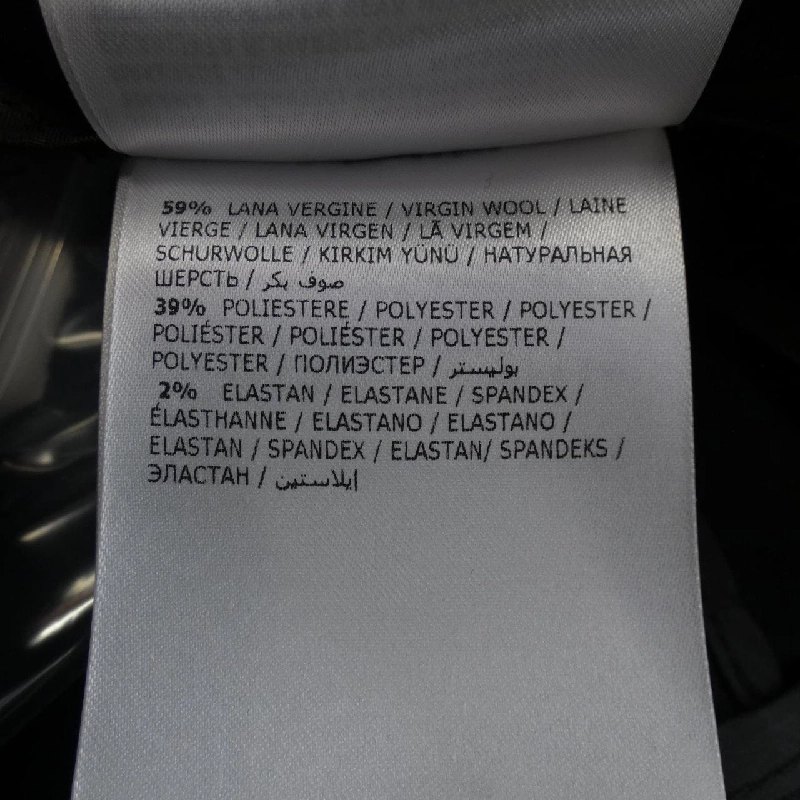 59% LANA VERGINE / VIRGIN WOOL / LAINE
VIERGE / LANA VIRGEN / LÃ VIRGEM /
SCHURWOLLE / KIRKIM YÜNÜ / НАТУРАЛЬНАЯ
ШЕРСТЬ / صوف بكر
39% POLIESTERE / POLYESTER / POLYESTER /
POLIÉSTER / POLIÉSTER / POLYESTER /
POLYESTER / ПОЛИЭСТЕР / بوليستر
2% ELASTAN / ELASTANE / SPANDEX /
ÉLASTHANNE / ELASTANO / ELASTANO /
ELASTAN / SPANDEX / ELASTAN/ SPANDEKS /
ЭЛАСТАН / إيلاستين